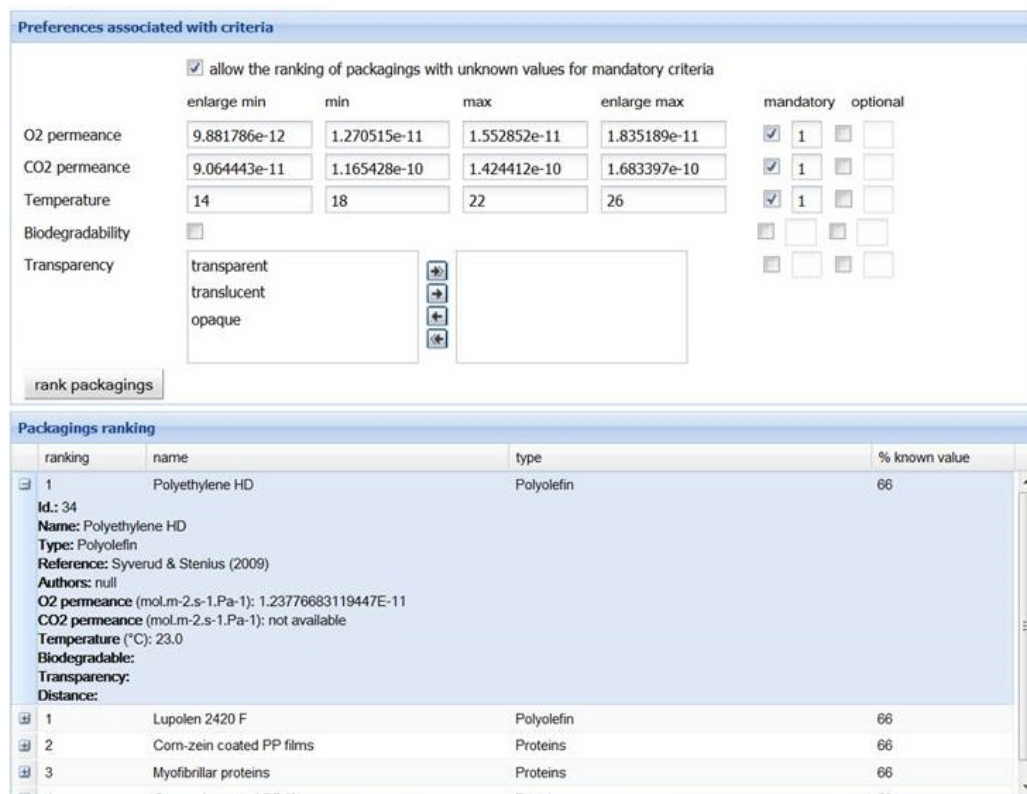 Preferences associated with criteria
allow the ranking of packagings with unknown values for mandatory criteria
enlarge min min max enlarge max mandatory optional
O2 permeance 9.881786e-12 1.270515e-11 1.552852e-11 1.835189e-11 1
CO2 permeance 9.064443e-11 1.165428e-10 1.424412e-10 1.683397e-10 1
Temperature 14 18 22 26 1
Biodegradability
Transparency transparent
translucent
opaque
rank packagings
Packagings ranking
ranking name type % known value
1 Polyethylene HD Polyolefin 66
Id.: 34
Name: Polyethylene HD
Type: Polyolefin
Reference: Syverud & Stenius (2009)
Authors: null
O2 permeance (mol.m-2.s-1.Pa-1): 1.23776683119447E-11
CO2 permeance (mol.m-2.s-1.Pa-1): not available
Temperature (°C): 23.0
Biodegradable:
Transparency:
Distance:
1 Lupolen 2420 F Polyolefin 66
2 Corn-zein coated PP films Proteins 66
3 Myofibrillar proteins Proteins 66